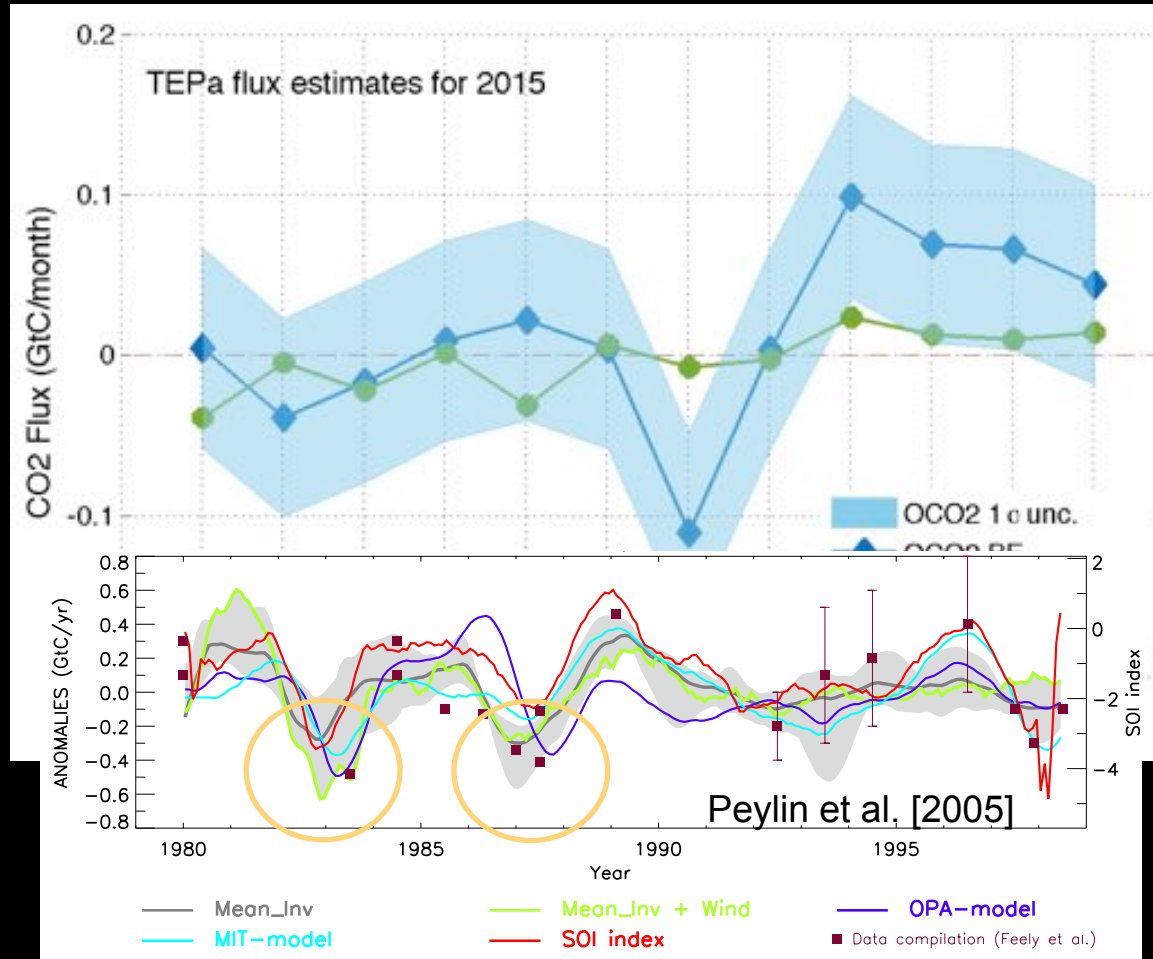 TEPa flux estimates for 2015
CO2 Flux (GtC/month)
0.2
0.1
0
-0.1
OCO2 1σ unc.
ANOMALIES (GtC/yr)
0.8
0.6
0.4
0.2
0.0
−0.2
−0.4
−0.6
−0.8
2
0
−2
−4
SOI index
Peylin et al. [2005]
1980 1985 1990 1995
Year
Mean_Inv Mean_Inv + Wind OPA−model
MIT−model SOI index Data compilation (Feely et al.)